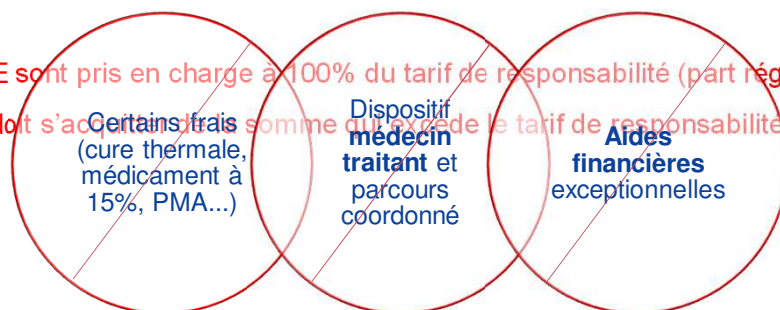 E sont pris en charge à 100% du tarif de responsabilité (part rég
doit s'acquitter de la somme qui excède le tarif de responsabilité
Certains frais
(cure thermale,
médicament à
15%, PMA...)
Dispositif
médecin
traitant et
parcours
coordonné
Aides
financières
exceptionnelles